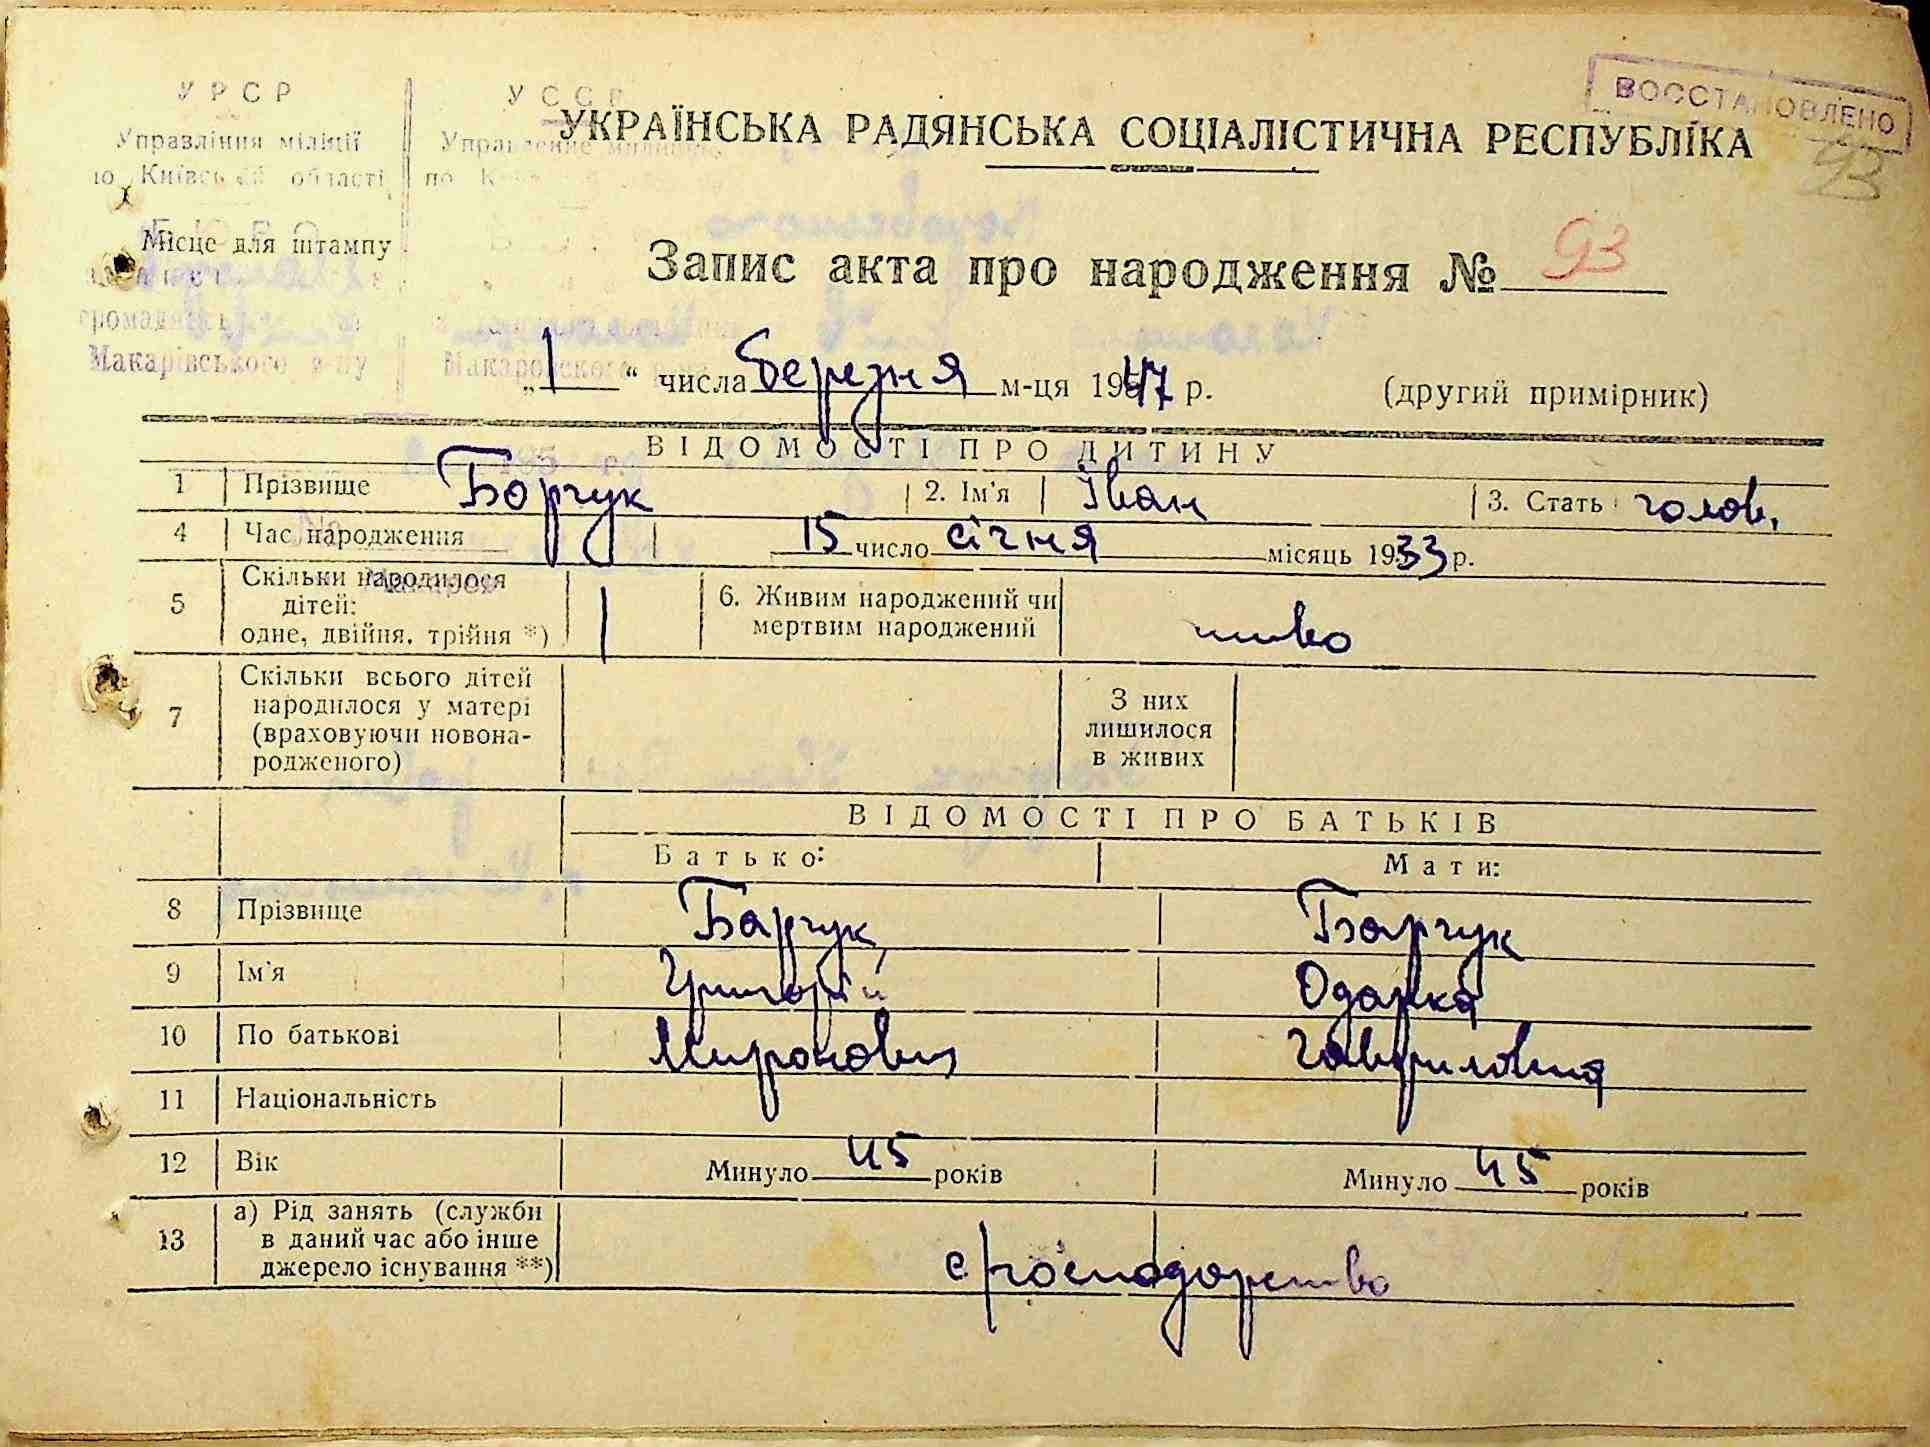 ВОССТАНОВЛЕНО
93
УРСР
УССР
Управління міліції
Київській області
УКРАЇНСЬКА РАДЯНСЬКА СОЦІАЛІСТИЧНА РЕСПУБЛІКА
Місце для штампу
Макарівського р-ну
Запис акта про народження № 93
„ 1 “ числа березня м-ця 1947 р. (другий примірник)
ВІДОМОСТІ ПРО ДИТИНУ
1 Прізвище Борчук 2. Ім'я Іван 3. Стать чолов.
4 Час народження 15 число січня місяць 1933 р.
5 Скільки народилося
дітей:
одне, двійня, трійня *) 1
6. Живим народжений чи
мертвим народжений живо
7 Скільки всього дітей
народилося у матері
(враховуючи новона-
родженого)
З них
лишилося
в живих
ВІДОМОСТІ ПРО БАТЬКІВ
Батько: Мати:
8 Прізвище Барчук Барчук
9 Ім'я Григорій Одарка
10 По батькові Миронович Гавриловна
11 Національність
12 Вік Минуло 45 років Минуло 45 років
13 а) Рід занять (служби
в даний час або інше
джерело існування **)
с/господарство